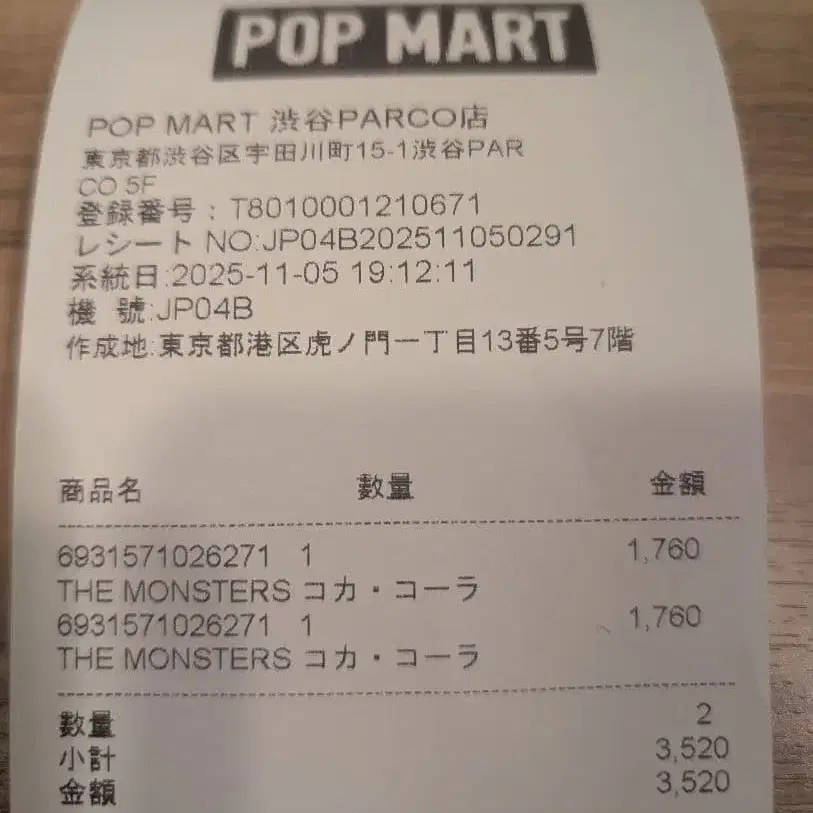 POP MART
POP MART 渋谷PARCO店
東京都渋谷区宇田川町15-1渋谷PAR
CO 5F
登録番号：T8010001210671
レシート NO:JP04B202511050291
系統日:2025-11-05 19:12:11
機 號:JP04B
作成地:東京都港区虎ノ門一丁目13番5号7階
商品名 數量 金額
6931571026271 1 1,760
THE MONSTERS コカ・コーラ
6931571026271 1 1,760
THE MONSTERS コカ・コーラ
數量 2
小計 3,520
金額 3,520